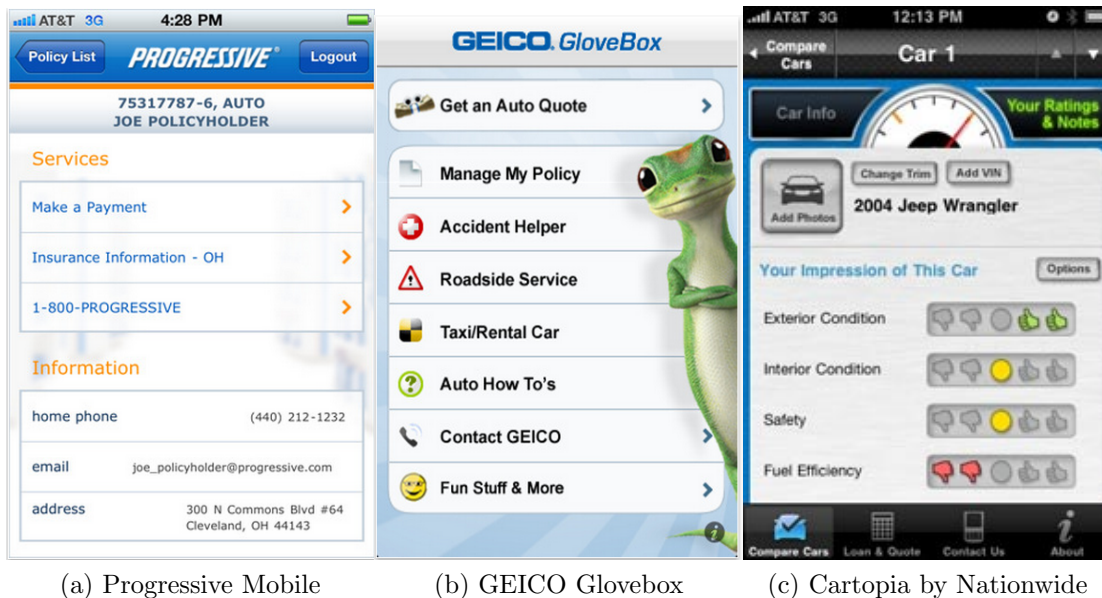 AT&T 3G 4:28 PM
Policy List PROGRESSIVE® Logout
75317787-6, AUTO
JOE POLICYHOLDER
Services
Make a Payment
Insurance Information - OH
1-800-PROGRESSIVE
Information
home phone (440) 212-1232
email joe_policyholder@progressive.com
address 300 N Commons Blvd #64
Cleveland, OH 44143
(a) Progressive Mobile
GEICO. GloveBox
Get an Auto Quote
Manage My Policy
Accident Helper
Roadside Service
Taxi/Rental Car
Auto How To's
Contact GEICO
Fun Stuff & More
(b) GEICO Glovebox
AT&T 3G 12:13 PM
Compare
Cars
Car 1
Car Info
Your Ratings
& Notes
Change Trim Add VIN
Add Photos
2004 Jeep Wrangler
Your Impression of This Car Options
Exterior Condition
Interior Condition
Safety
Fuel Efficiency
Compare Cars Loan & Quote Contact Us About
(c) Cartopia by Nationwide